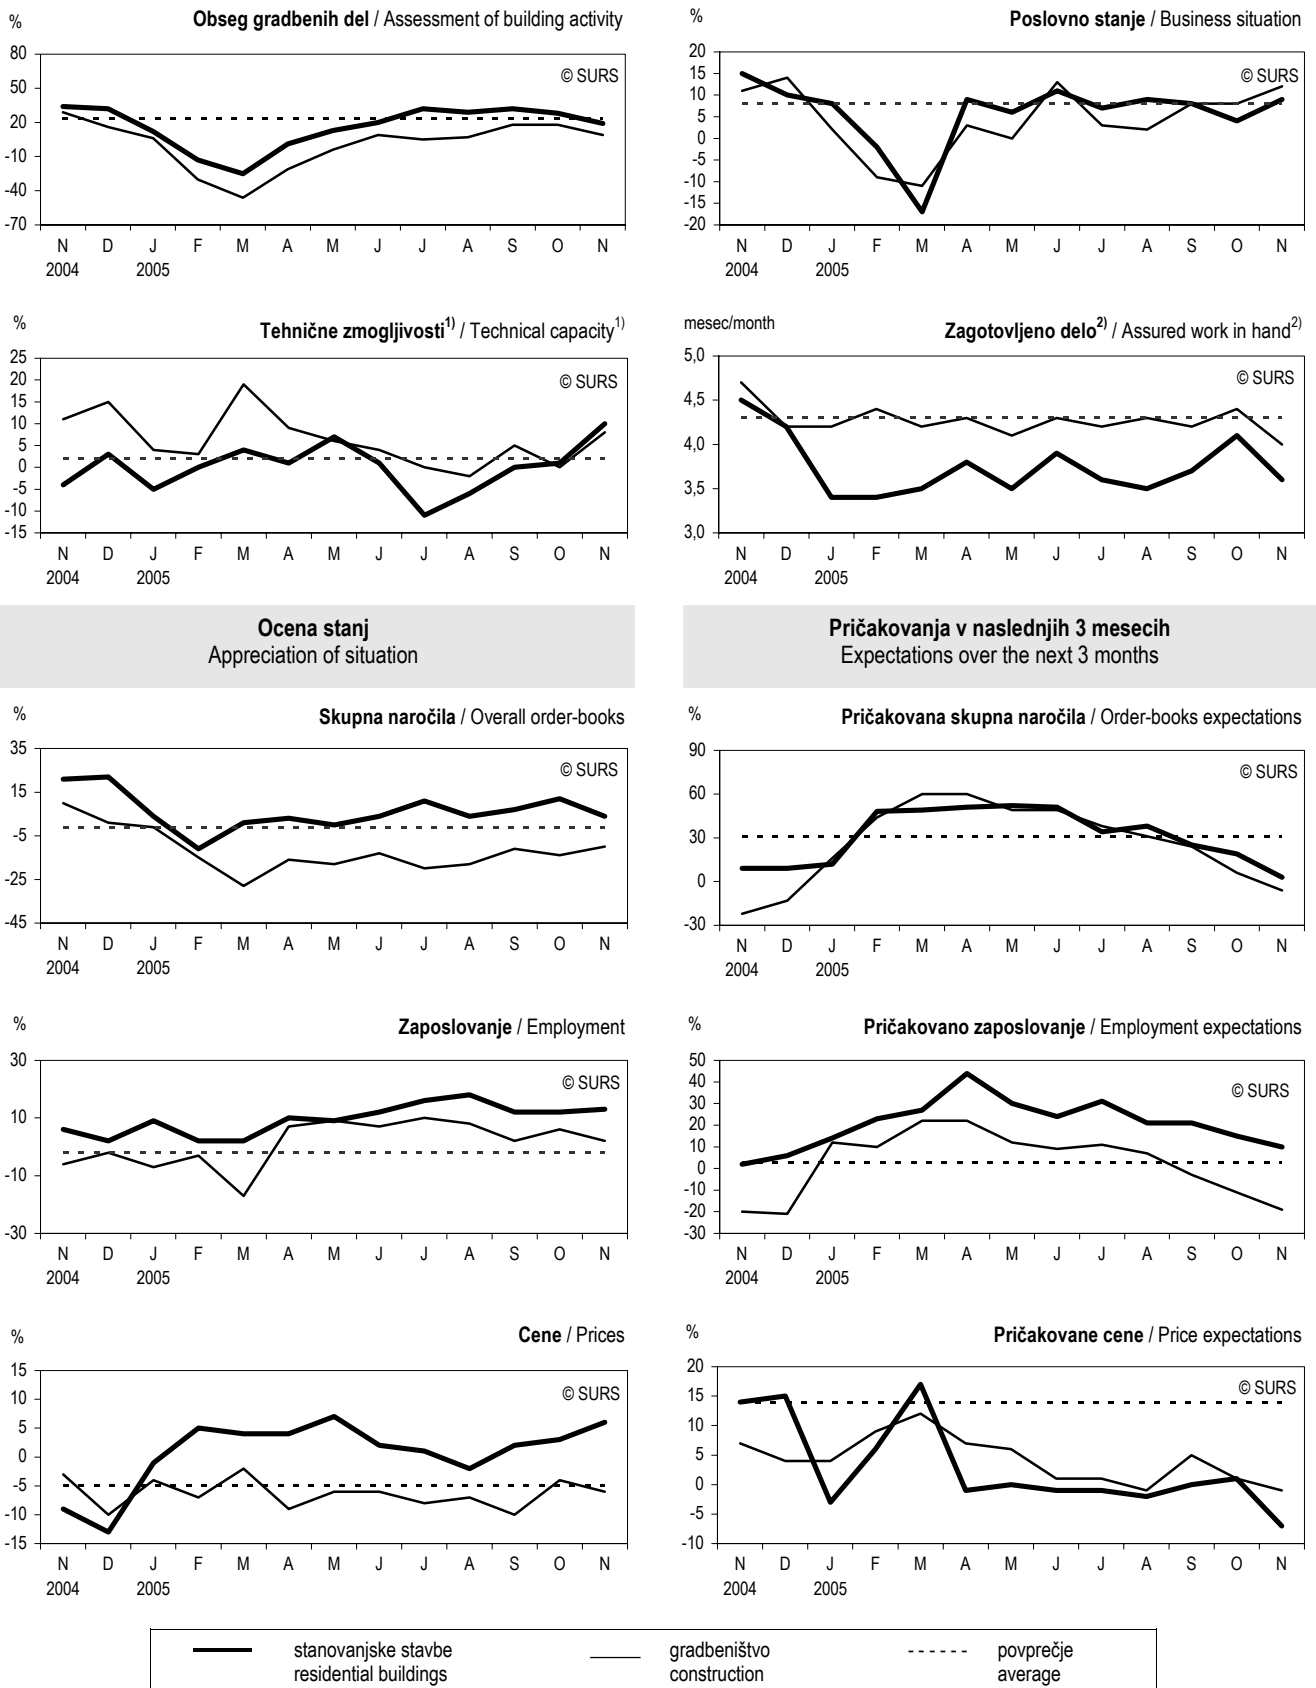 %
Obseg gradbenih del / Assessment of building activity
80
50
20
-10
-40
-70
© SURS
N D J F M A M J J A S O N
2004 2005
%
Poslovno stanje / Business situation
20
15
10
5
0
-5
-10
-15
-20
© SURS
N D J F M A M J J A S O N
2004 2005
%
Tehnične zmogljivosti1) / Technical capacity1)
25
20
15
10
5
0
-5
-10
-15
© SURS
N D J F M A M J J A S O N
2004 2005
mesec/month
Zagotovljeno delo2) / Assured work in hand2)
5,0
4,5
4,0
3,5
3,0
© SURS
N D J F M A M J J A S O N
2004 2005
Ocena stanj
Appreciation of situation
Pričakovanja v naslednjih 3 mesecih
Expectations over the next 3 months
%
Skupna naročila / Overall order-books
35
15
-5
-25
-45
© SURS
N D J F M A M J J A S O N
2004 2005
%
Pričakovana skupna naročila / Order-books expectations
90
60
30
0
-30
© SURS
N D J F M A M J J A S O N
2004 2005
%
Zaposlovanje / Employment
30
10
-10
-30
© SURS
N D J F M A M J J A S O N
2004 2005
%
Pričakovano zaposlovanje / Employment expectations
50
40
30
20
10
0
-10
-20
-30
© SURS
N D J F M A M J J A S O N
2004 2005
%
Cene / Prices
15
10
5
0
-5
-10
-15
© SURS
N D J F M A M J J A S O N
2004 2005
%
Pričakovane cene / Price expectations
20
15
10
5
0
-5
-10
© SURS
N D J F M A M J J A S O N
2004 2005
stanovanjske stavbe
residential buildings
gradbeništvo
construction
povprečje
average